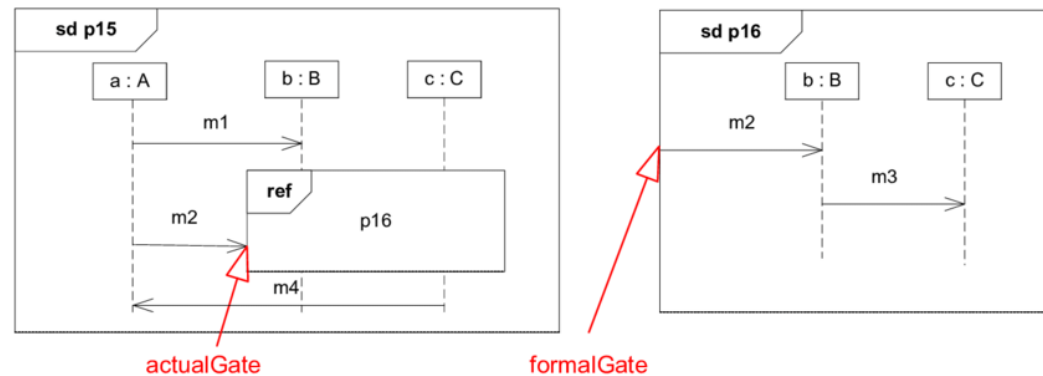 sd p15
a : A
b : B
c : C
m1
ref
p16
m2
m4
actualGate
sd p16
b : B
c : C
m2
m3
formalGate